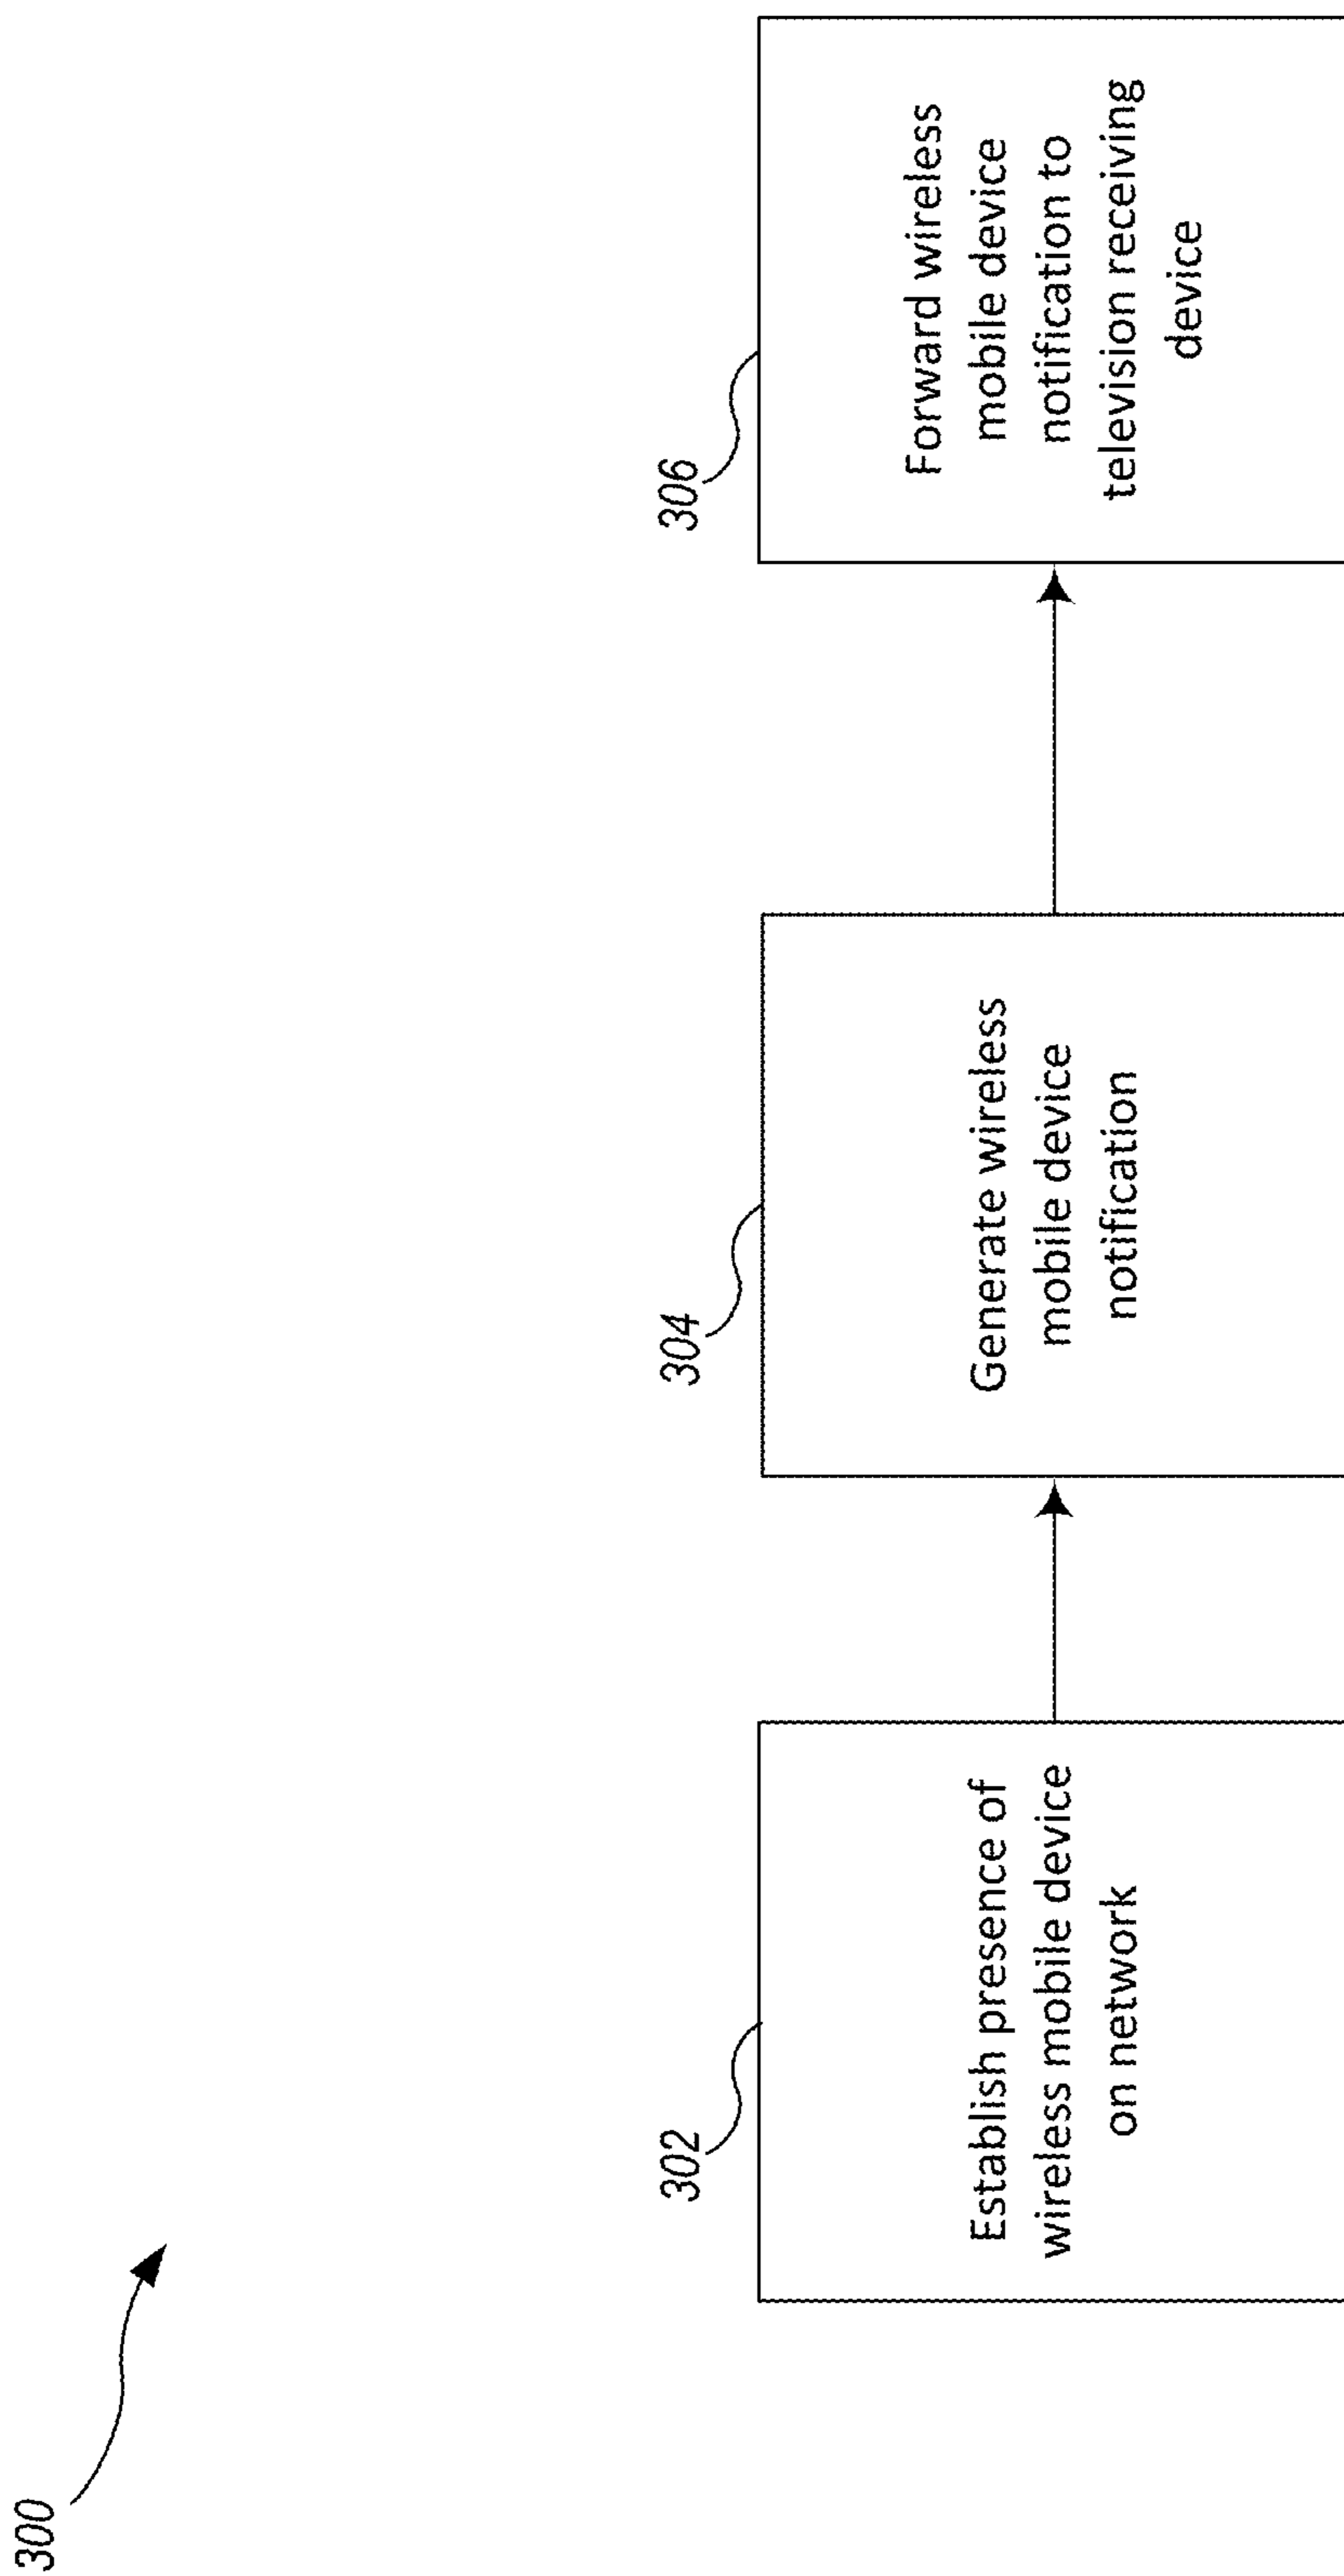 300
302
Establish presence of
wireless mobile device
on network
304
Generate wireless
mobile device
notification
306
Forward wireless
mobile device
notification to
television receiving
device